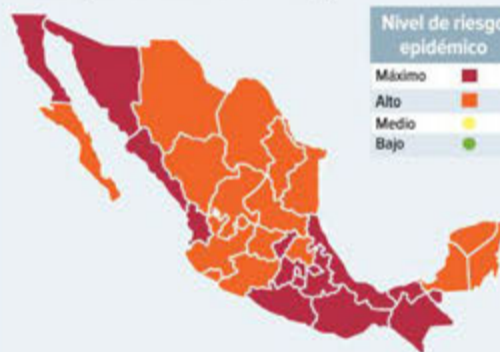 Nivel de riesgo
epidémico
Máximo
Alto
Medio
Bajo